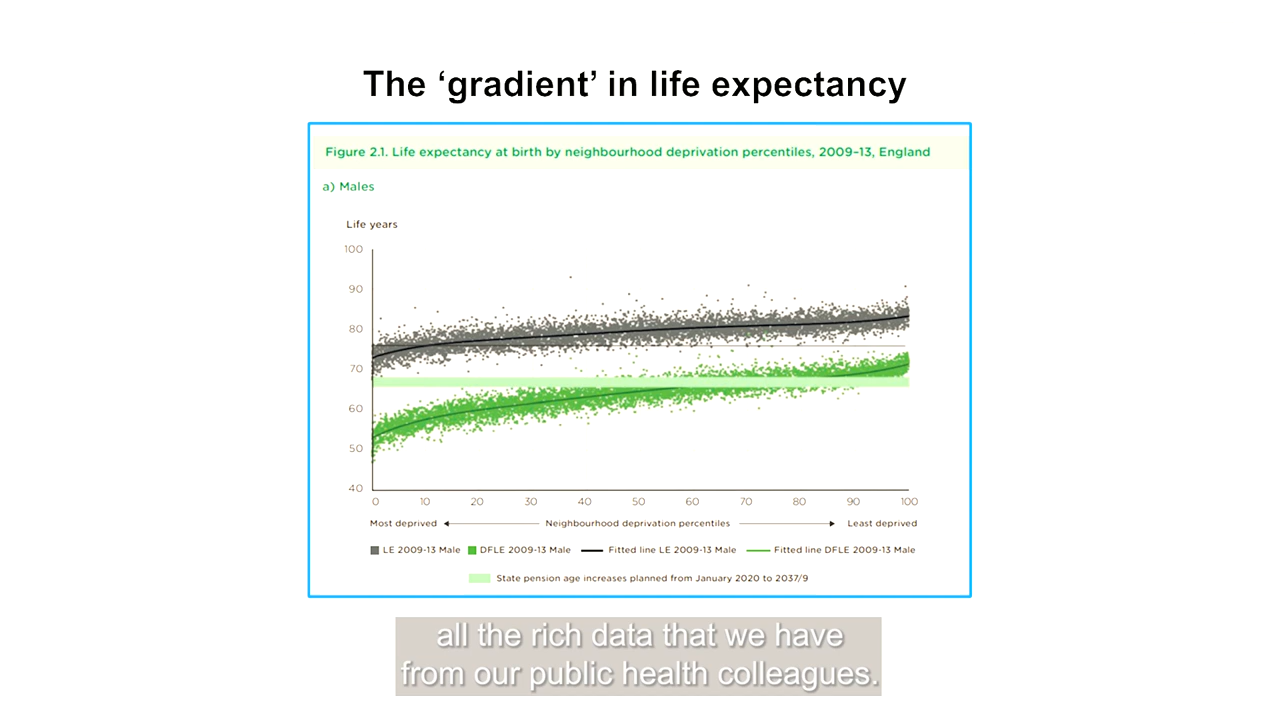 The ‘gradient’ in life expectancy
Figure 2.1. Life expectancy at birth by neighbourhood deprivation percentiles, 2009–13, England
a) Males
Life years
100
90
80
70
60
50
40
0 10 20 30 40 50 60 70 80 90 100
Most deprived Neighbourhood deprivation percentiles Least deprived
LE 2009-13 Male DFLE 2009-13 Male Fitted line LE 2009-13 Male Fitted line DFLE 2009-13 Male
State pension age increases planned from January 2020 to 2037/9
all the rich data that we have
from our public health colleagues.